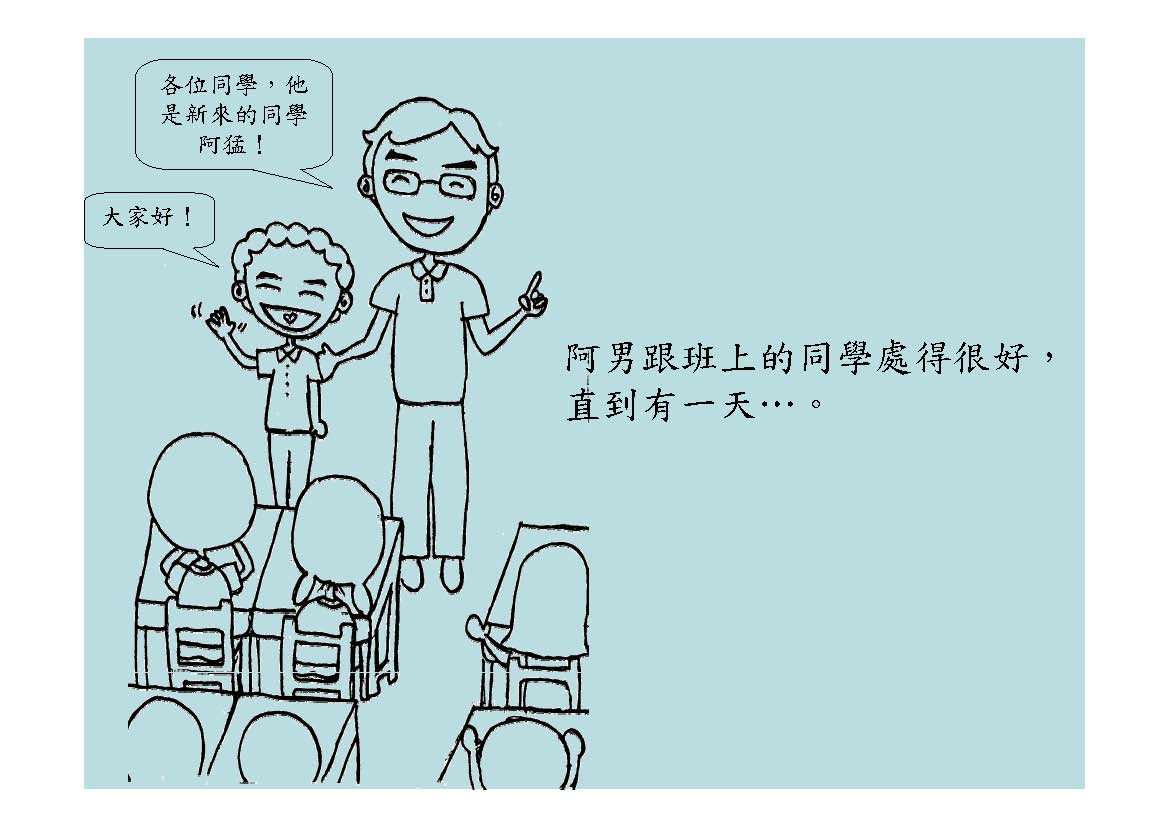 各位同學，他
是新來的同學
阿猛！
大家好！
阿男跟班上的同學處得很好，
直到有一天…。